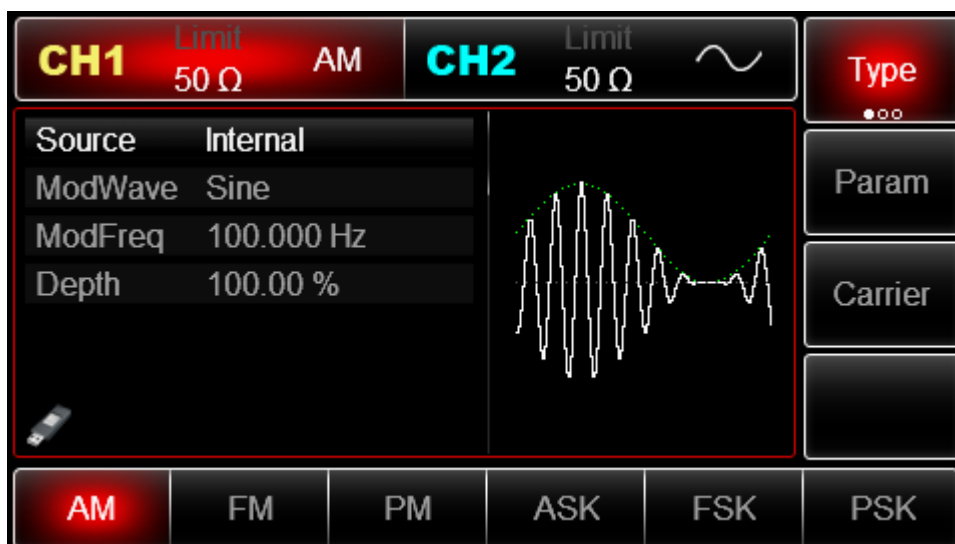 CH1 Limit 50 Ω AM CH2 Limit 50 Ω
Type
Source Internal
ModWave Sine
ModFreq 100.000 Hz
Depth 100.00 %
Param
Carrier
AM FM PM ASK FSK PSK